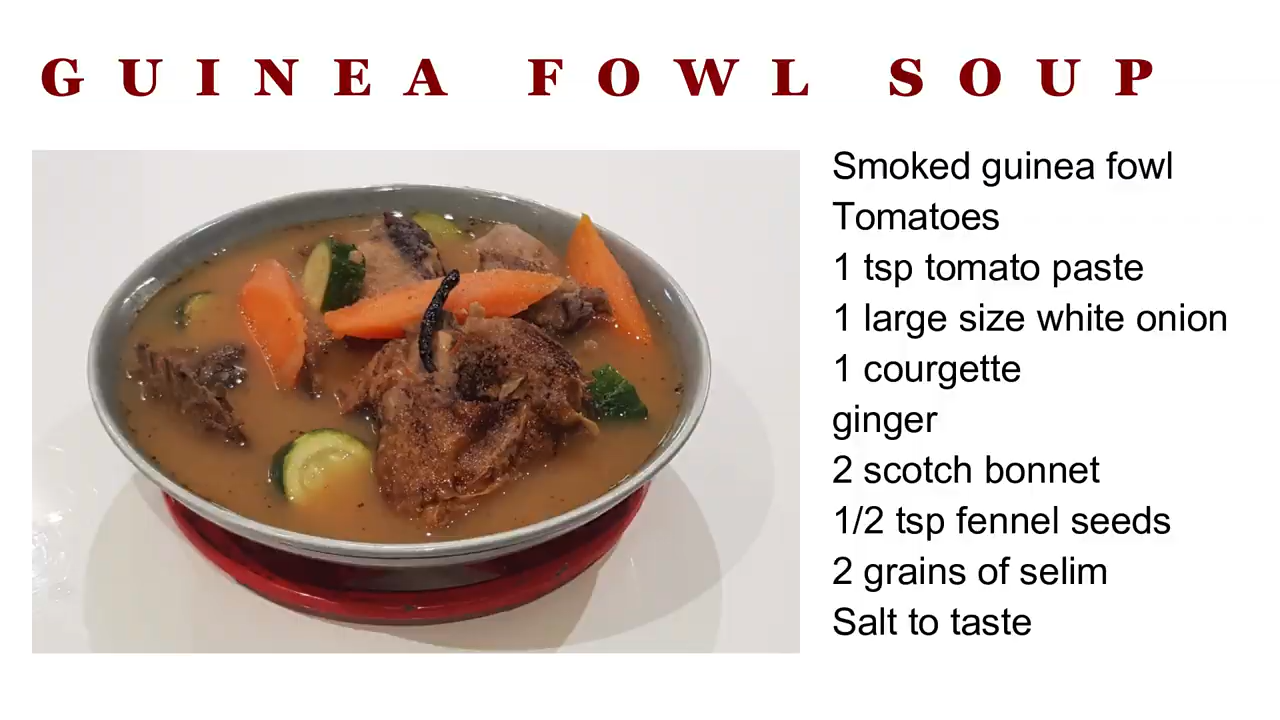 GUINEA FOWL SOUP
Smoked guinea fowl
Tomatoes
1 tsp tomato paste
1 large size white onion
1 courgette
ginger
2 scotch bonnet
1/2 tsp fennel seeds
2 grains of selim
Salt to taste